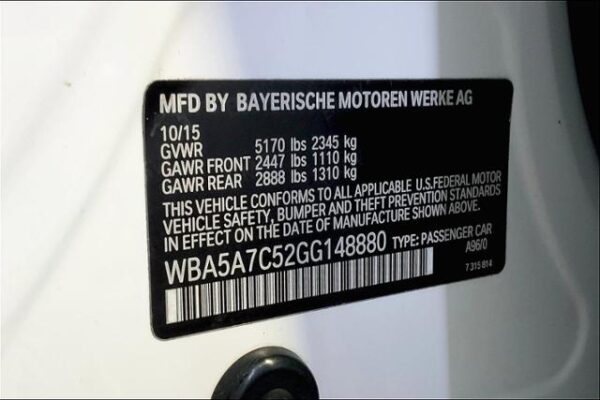 MFD BY BAYERISCHE MOTOREN WERKE AG
10/15
GVWR 5170 lbs 2345 kg
GAWR FRONT 2447 lbs 1110 kg
GAWR REAR 2888 lbs 1310 kg
THIS VEHICLE CONFORMS TO ALL APPLICABLE U.S. FEDERAL MOTOR
VEHICLE SAFETY, BUMPER AND THEFT PREVENTION STANDARDS
IN EFFECT ON THE DATE OF MANUFACTURE SHOWN ABOVE.
WBA5A7C52GG148880 TYPE: PASSENGER CAR
A96/0
7 315 814